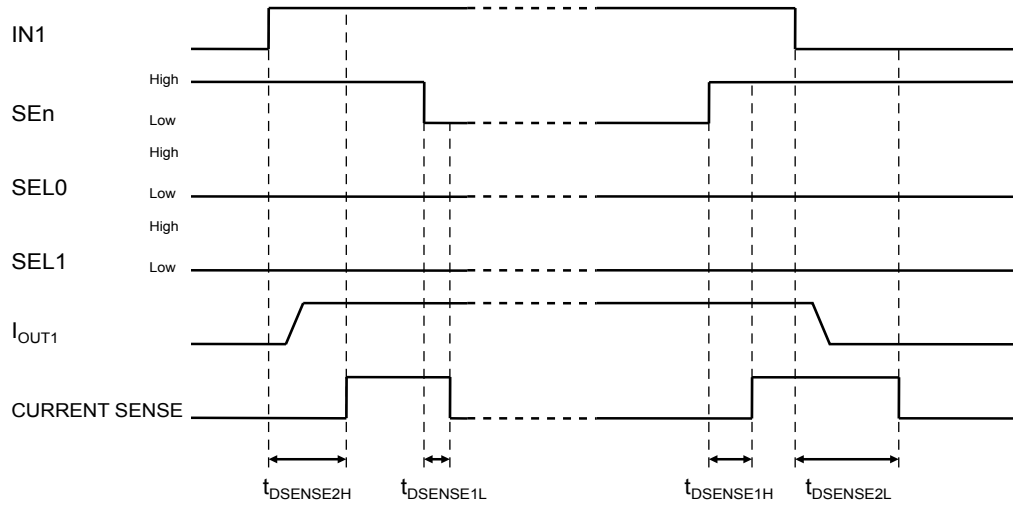 IN1
High
SEn
Low
High
SEL0
Low
High
SEL1
Low
IOUT1
CURRENT SENSE
tDSENSE2H
tDSENSE1L
tDSENSE1H
tDSENSE2L